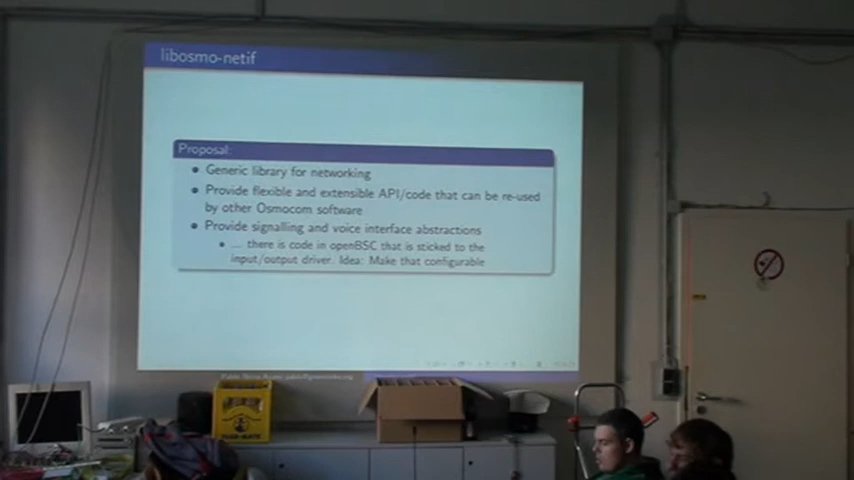 libosmo-netif
Proposal:
Generic library for networking
Provide flexible and extensible API/code that can be re-used
by other Osmocom software
Provide signalling and voice interface abstractions
... there is code in openBSC that is sticked to the
input/output driver. Idea: Make that configurable
CLUB-MATE